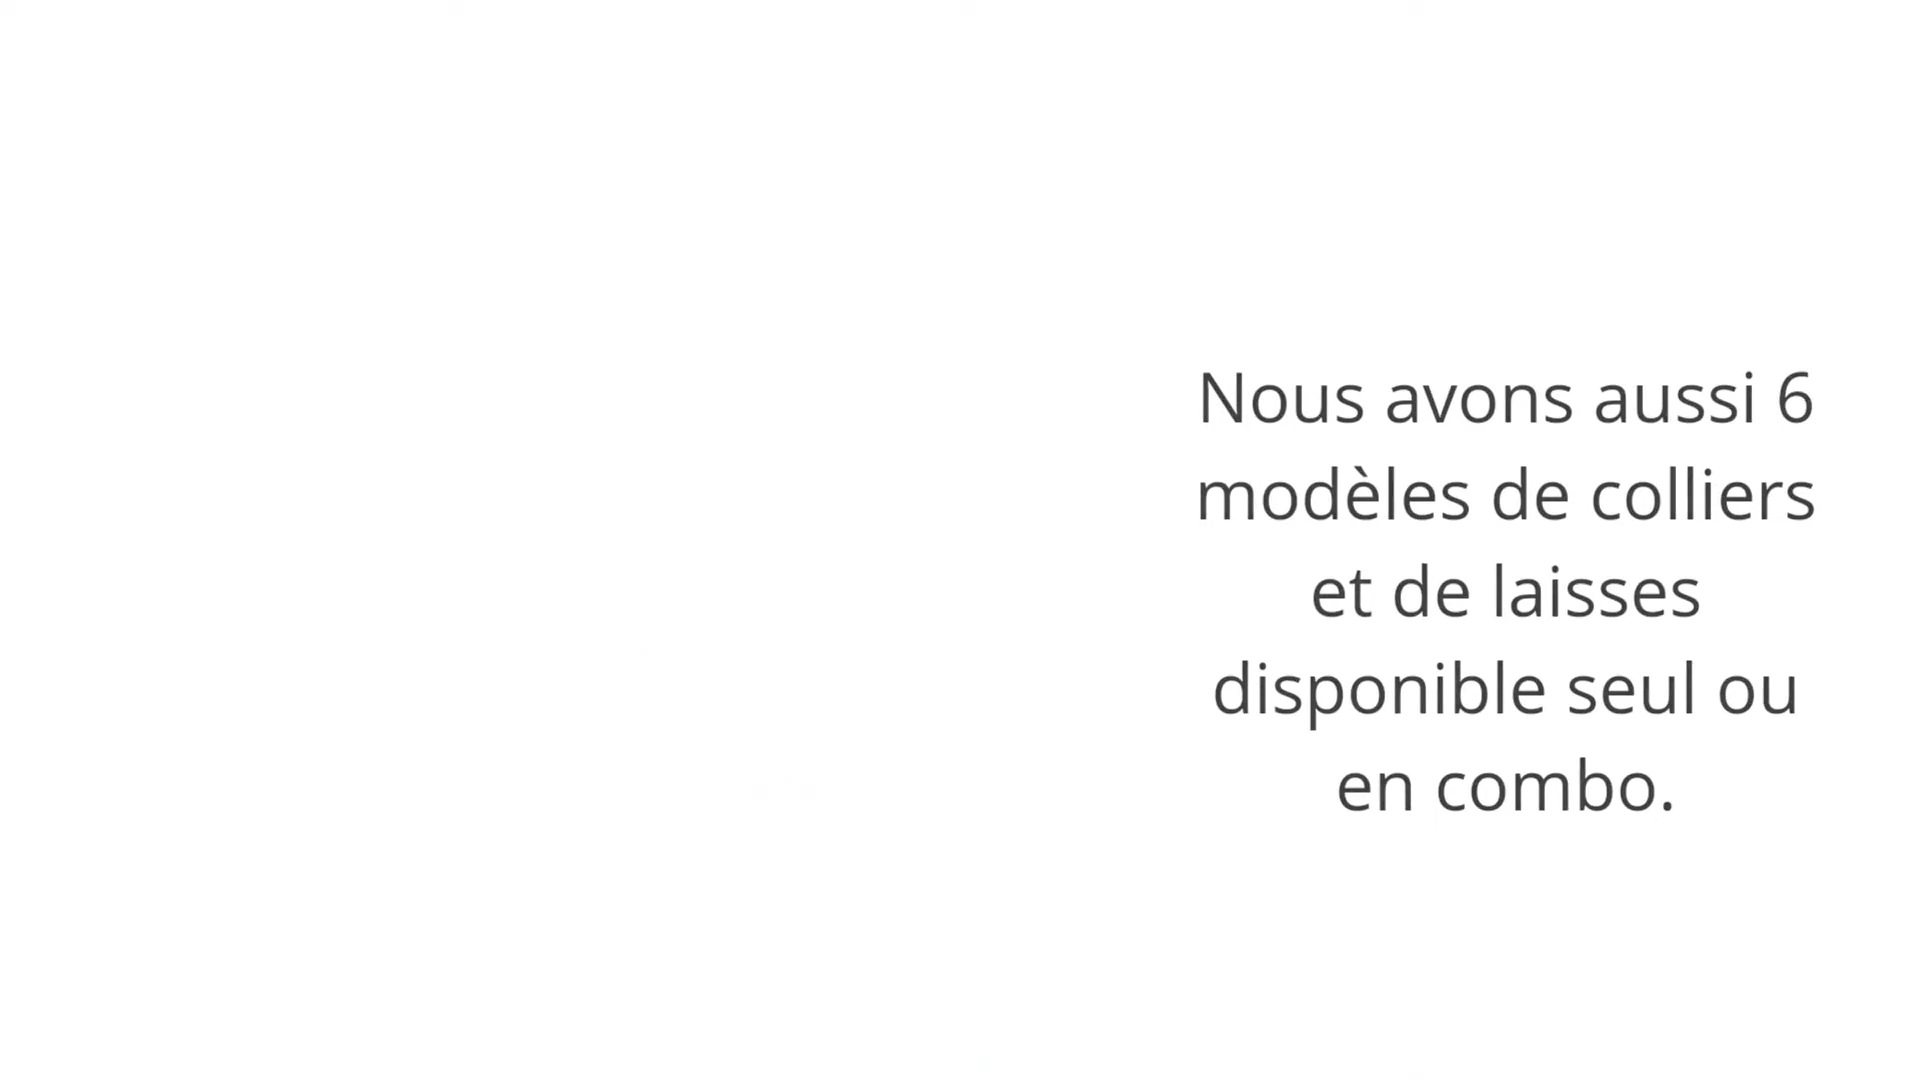 Nous avons aussi 6
modèles de colliers
et de laisses
disponible seul ou
en combo.